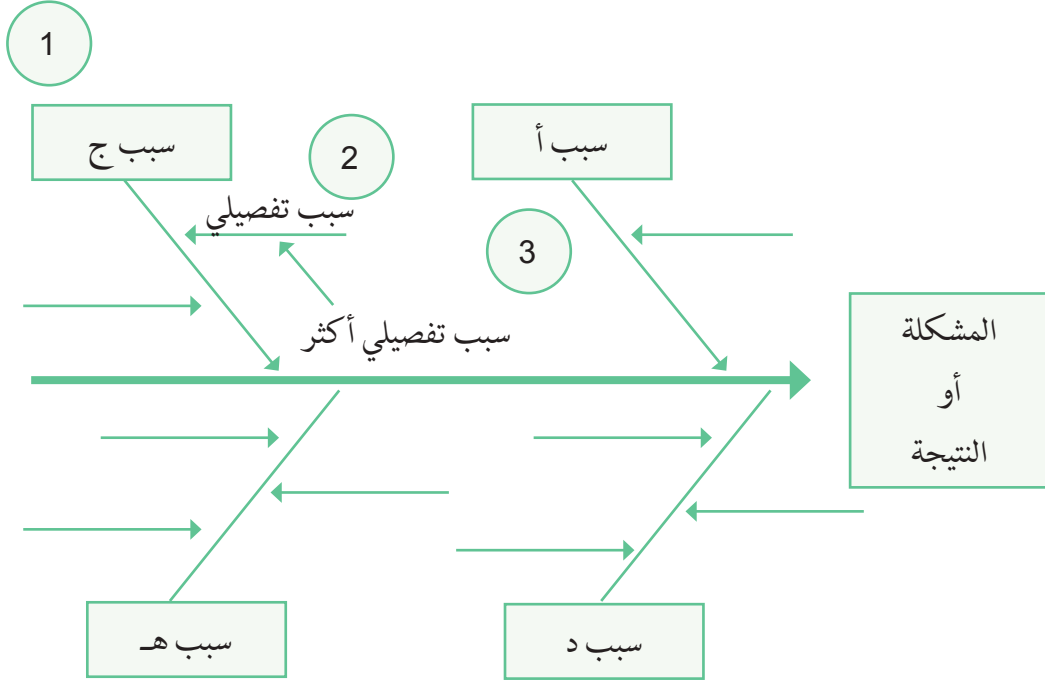 1
سبب أ
سبب ج
2
سبب تفصيلي
3
سبب تفصيلي أكثر
المشكلة
أو
النتيجة
سبب د
سبب هـ